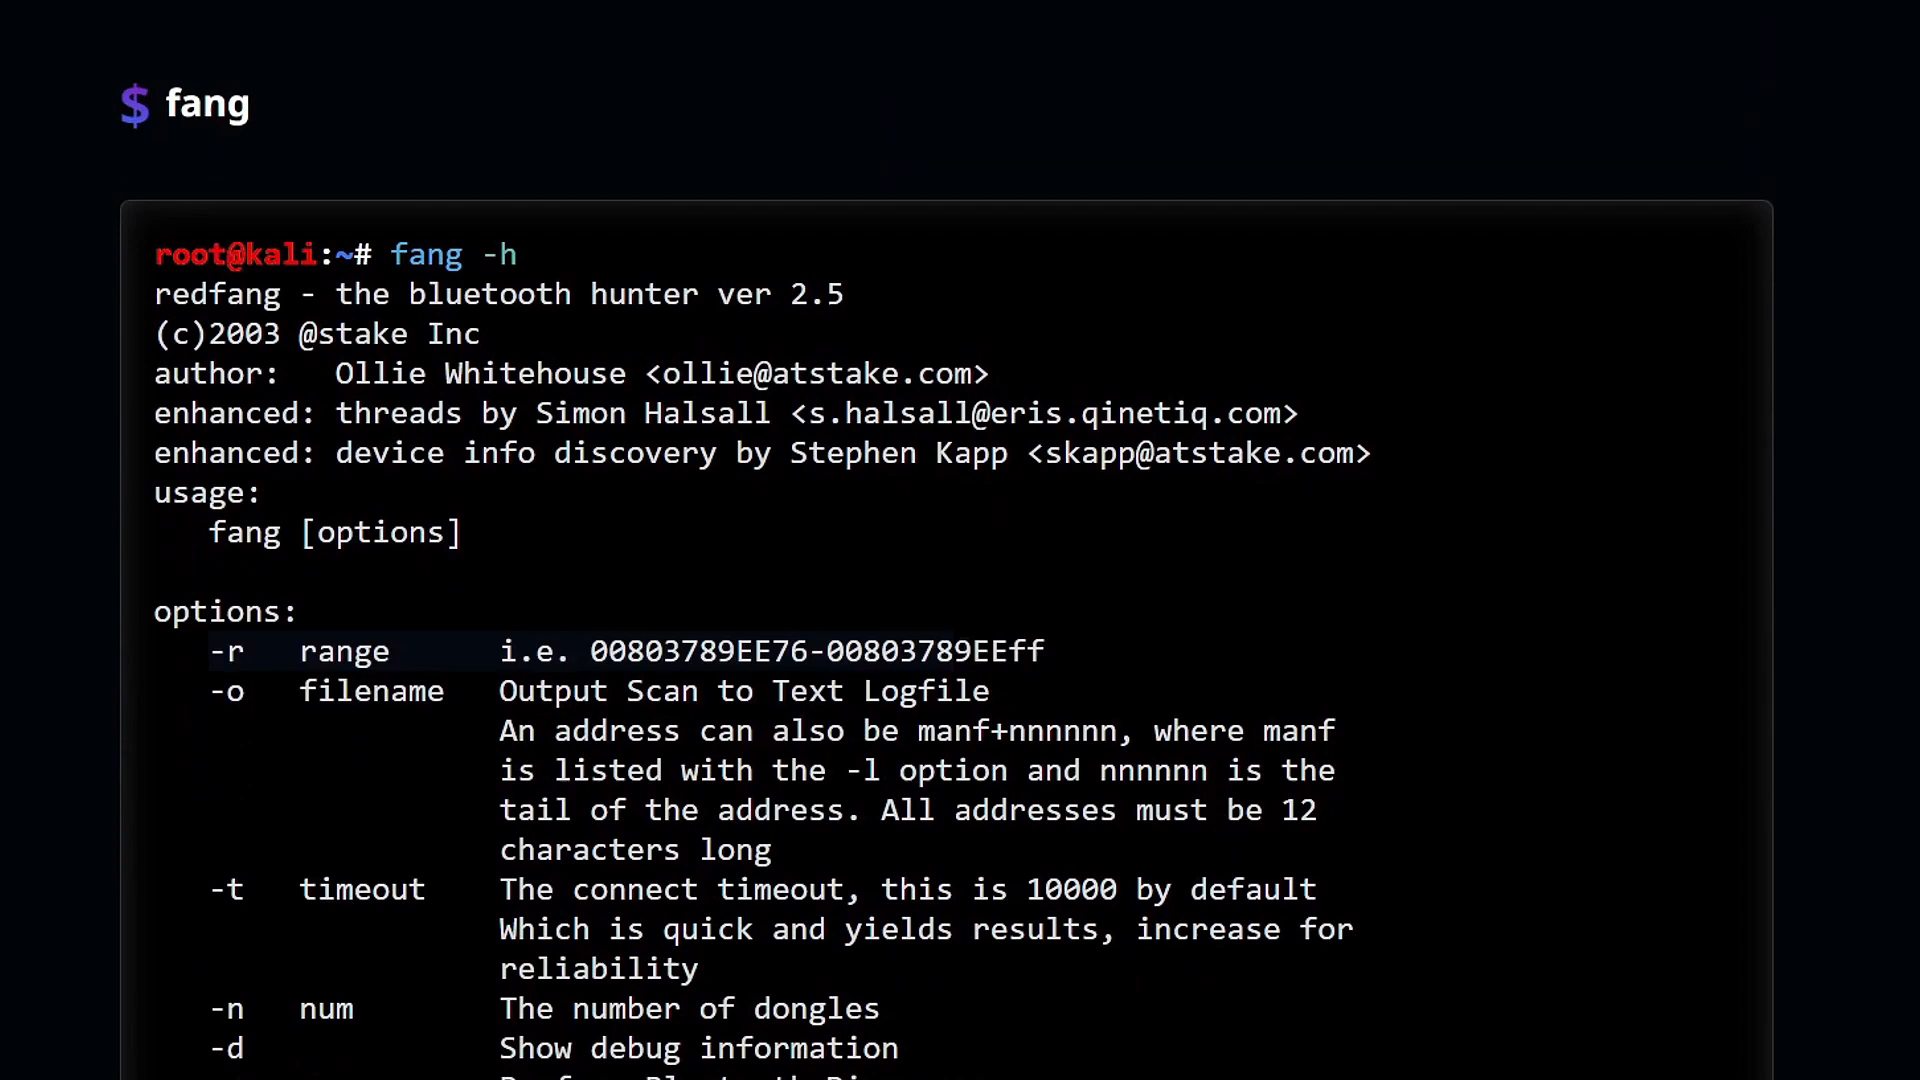 $ fang
root@kali:~# fang -h
redfang - the bluetooth hunter ver 2.5
(c)2003 @stake Inc
author:   Ollie Whitehouse <ollie@atstake.com>
enhanced: threads by Simon Halsall <s.halsall@eris.qinetiq.com>
enhanced: device info discovery by Stephen Kapp <skapp@atstake.com>
usage:
   fang [options]
options:
   -r   range      i.e. 00803789EE76-00803789EEff
   -o   filename   Output Scan to Text Logfile
                   An address can also be manf+nnnnnn, where manf
                   is listed with the -l option and nnnnnn is the
                   tail of the address. All addresses must be 12
                   characters long
   -t   timeout    The connect timeout, this is 10000 by default
                   Which is quick and yields results, increase for
                   reliability
   -n   num        The number of dongles
   -d              Show debug information